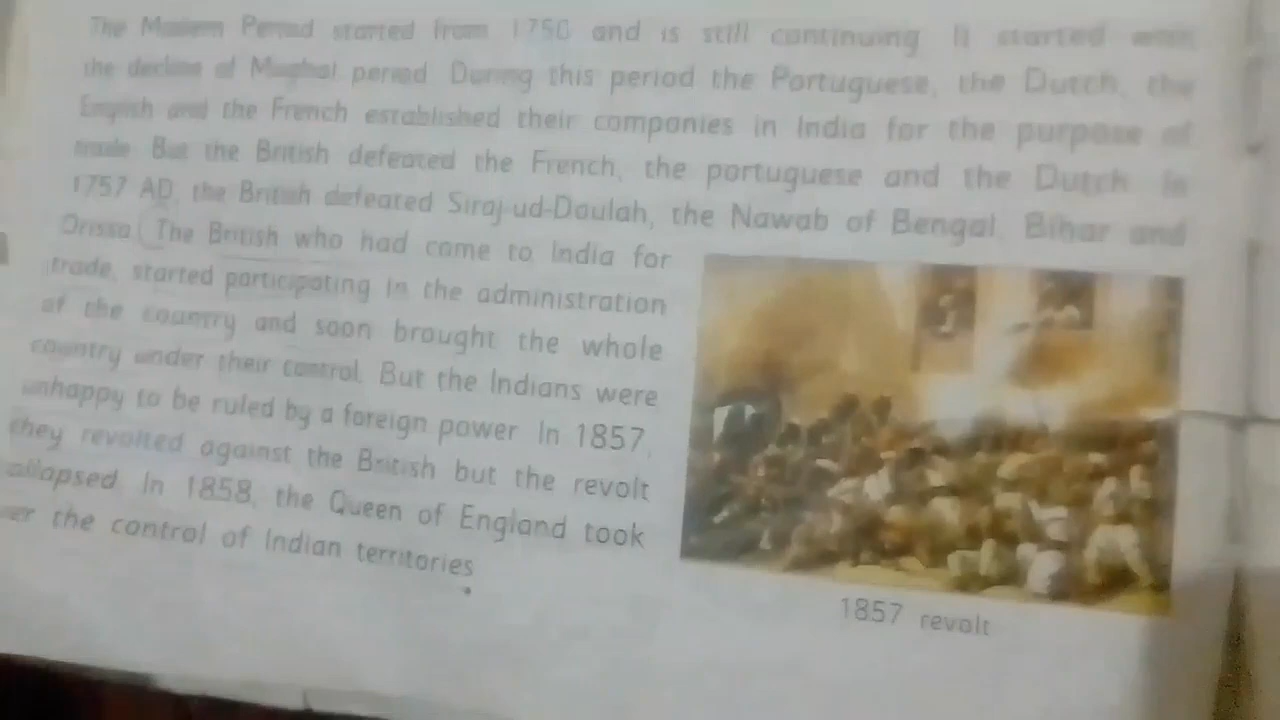 The Modern Period started from 1750 and is still continuing. It started with
the decline of Mughal period. During this period the Portuguese, the Dutch, the
English and the French established their companies in India for the purpose of
trade. But the British defeated the French, the portuguese and the Dutch. In
1757 AD, the British defeated Siraj-ud-Daulah, the Nawab of Bengal, Bihar and
Orissa. The British who had come to India for
trade, started participating in the administration
of the country and soon brought the whole
country under their control. But the Indians were
unhappy to be ruled by a foreign power. In 1857,
they revolted against the British but the revolt
ollapsed. In 1858, the Queen of England took
er the control of Indian territories.
1857 revolt